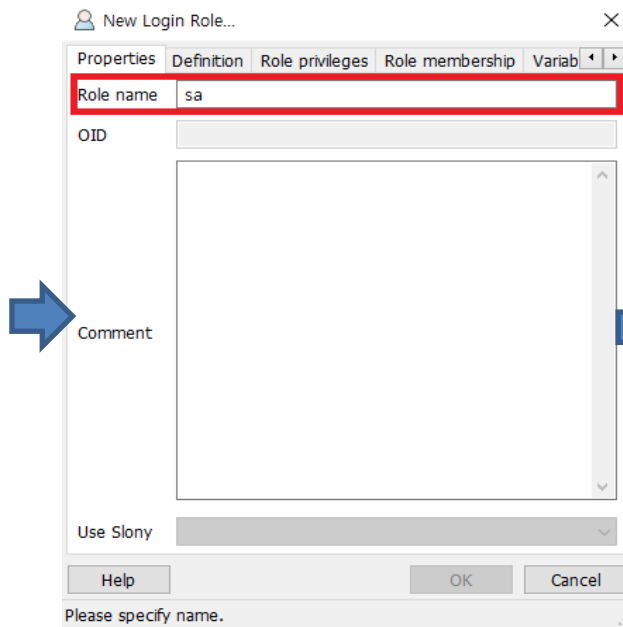 New Login Role...
Properties Definition Role privileges Role membership Variab
Role name sa
OID
Comment
Use Slony
Help OK Cancel
Please specify name.